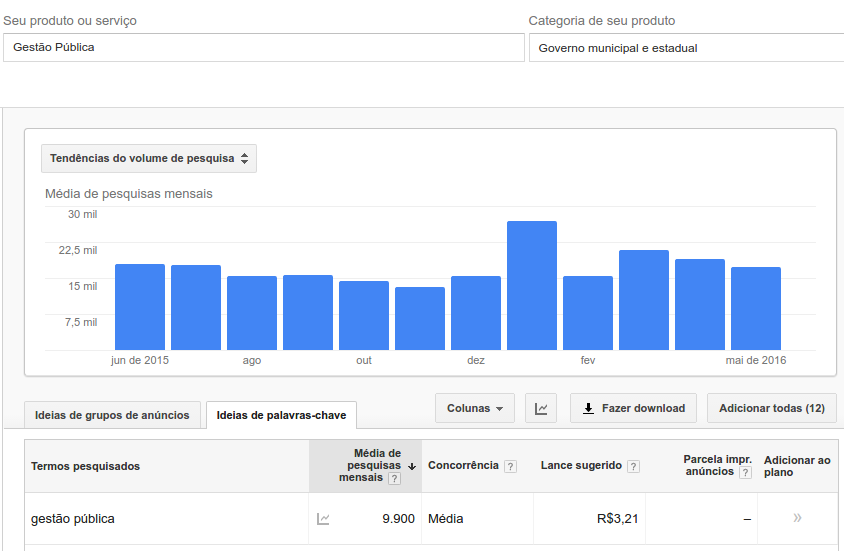 Seu produto ou serviço
Categoria de seu produto
Gestão Pública
Governo municipal e estadual
Tendências do volume de pesquisa
Média de pesquisas mensais
30 mil
22,5 mil
15 mil
7,5 mil
jun de 2015
ago
out
dez
fev
mai de 2016
Ideias de grupos de anúncios
Ideias de palavras-chave
Colunas
Fazer download
Adicionar todas (12)
Termos pesquisados
Média de
pesquisas
mensais ?
Concorrência ?
Lance sugerido ?
Parcela impr.
anúncios ?
Adicionar ao
plano
gestão pública
9.900
Média
R$3,21
–
»